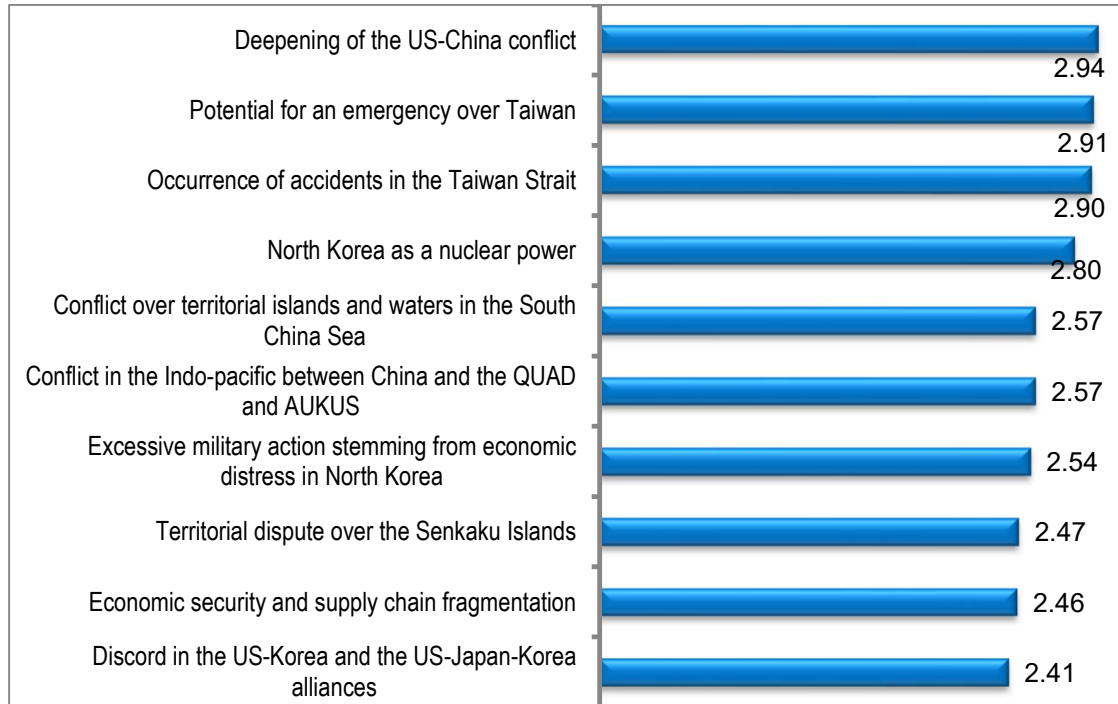 Deepening of the US-China conflict
2.94
Potential for an emergency over Taiwan
2.91
Occurrence of accidents in the Taiwan Strait
2.90
North Korea as a nuclear power
2.80
Conflict over territorial islands and waters in the South
China Sea
2.57
Conflict in the Indo-pacific between China and the QUAD
and AUKUS
2.57
Excessive military action stemming from economic
distress in North Korea
2.54
Territorial dispute over the Senkaku Islands
2.47
Economic security and supply chain fragmentation
2.46
Discord in the US-Korea and the US-Japan-Korea
alliances
2.41